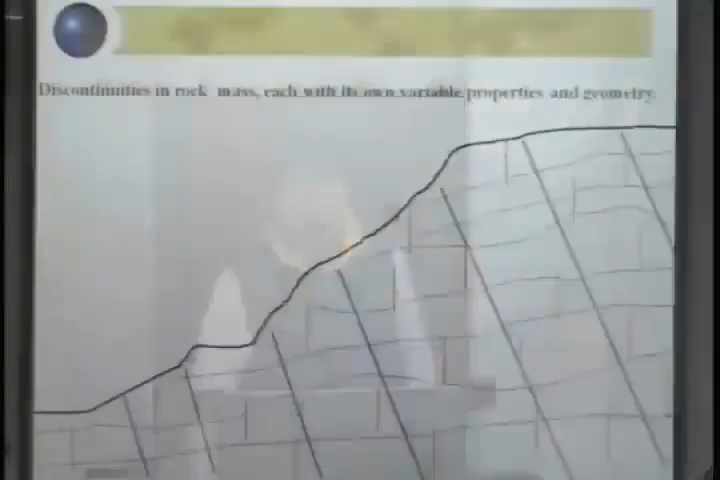 Discontinuities in rock mass, each with its own variable properties and geometry.